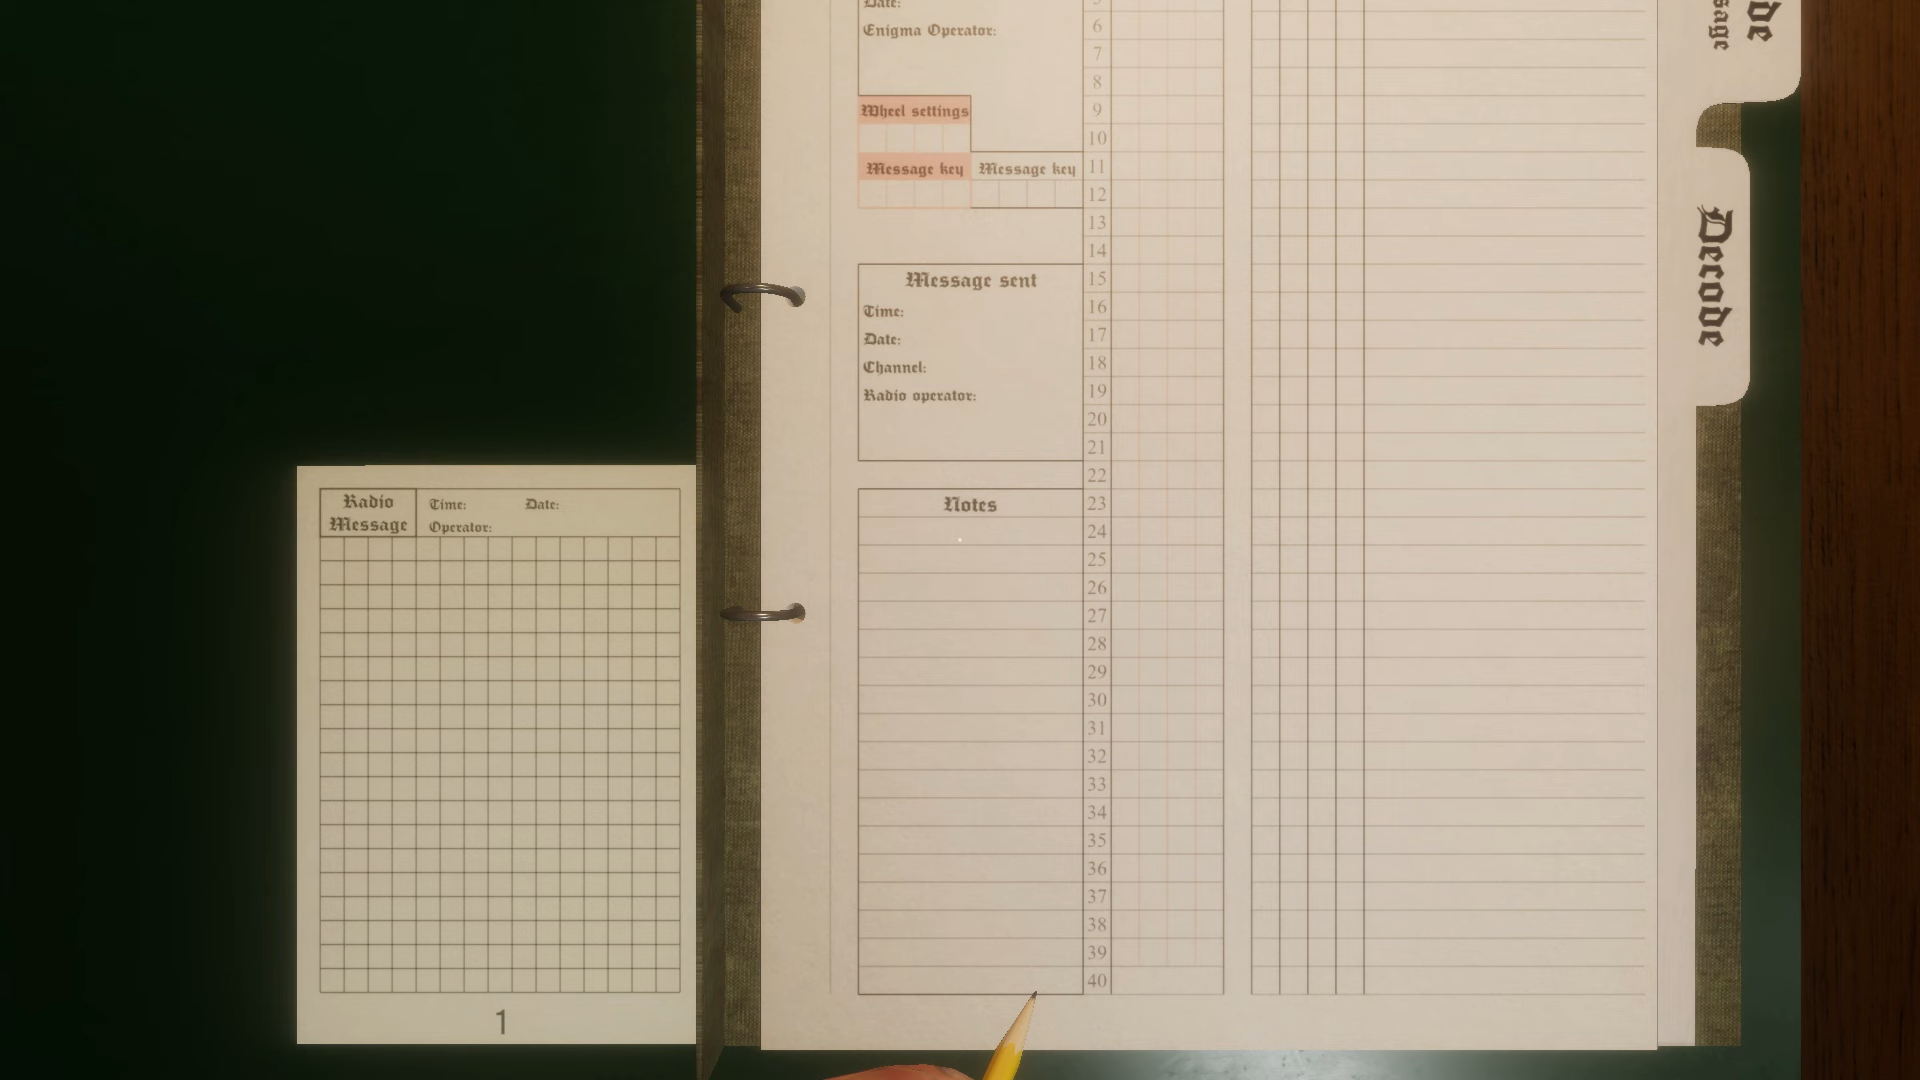 Radio
Message
Time:
Date:
Operator:
1
Date:
Enigma Operator:
Wheel settings
Message key
Message key
Message sent
Time:
Date:
Channel:
Radio operator:
Notes
6
7
8
9
10
11
12
13
14
15
16
17
18
19
20
21
22
23
24
25
26
27
28
29
30
31
32
33
34
35
36
37
38
39
40
Decode